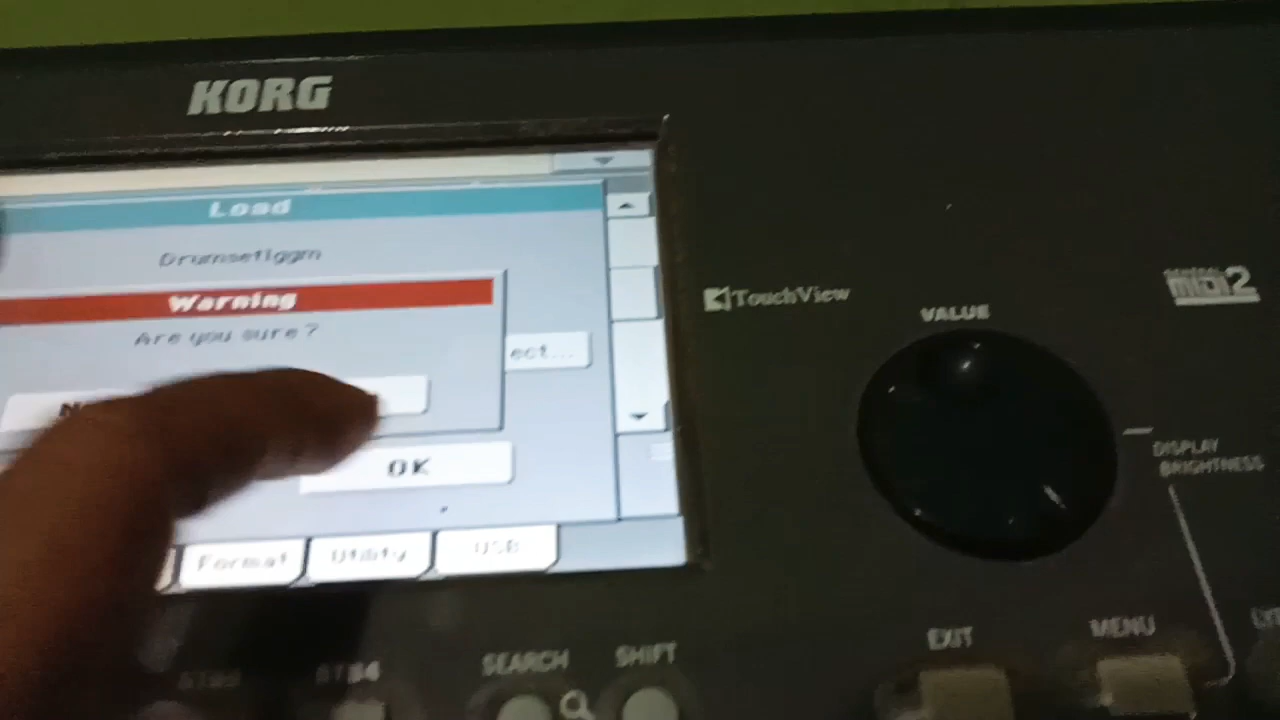 KORG
Load
Warning
Are you sure?
ect...
OK
Format
Utility
USB
TouchView
VALUE
midi2
DISPLAY
BRIGHTNESS
SEARCH
SHIFT
EXIT
MENU